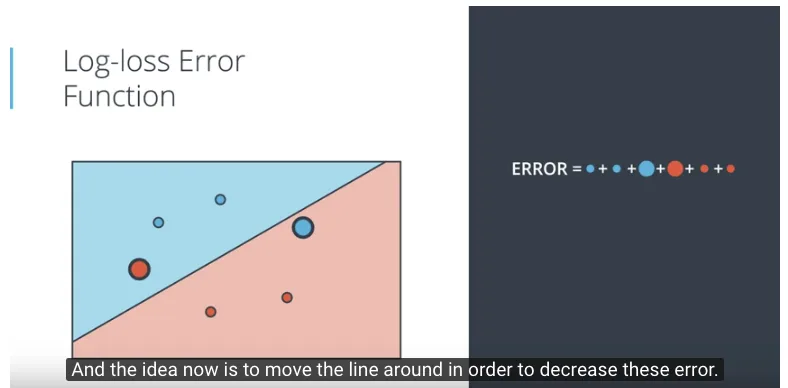 Log-loss Error
Function
ERROR = + + + + +
And the idea now is to move the line around in order to decrease these error.